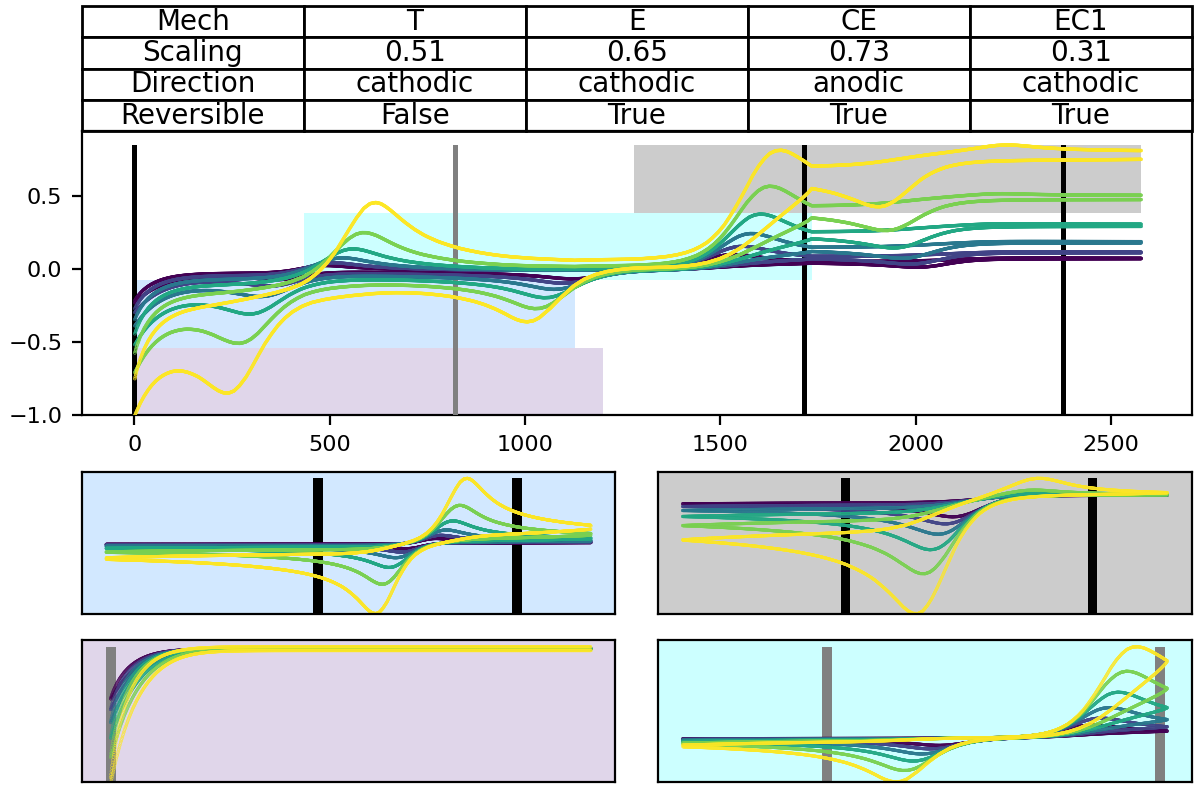 Mech T E CE EC1
Scaling 0.51 0.65 0.73 0.31
Direction cathodic cathodic anodic cathodic
Reversible False True True True
0.5
0.0
−0.5
−1.0
0 500 1000 1500 2000 2500